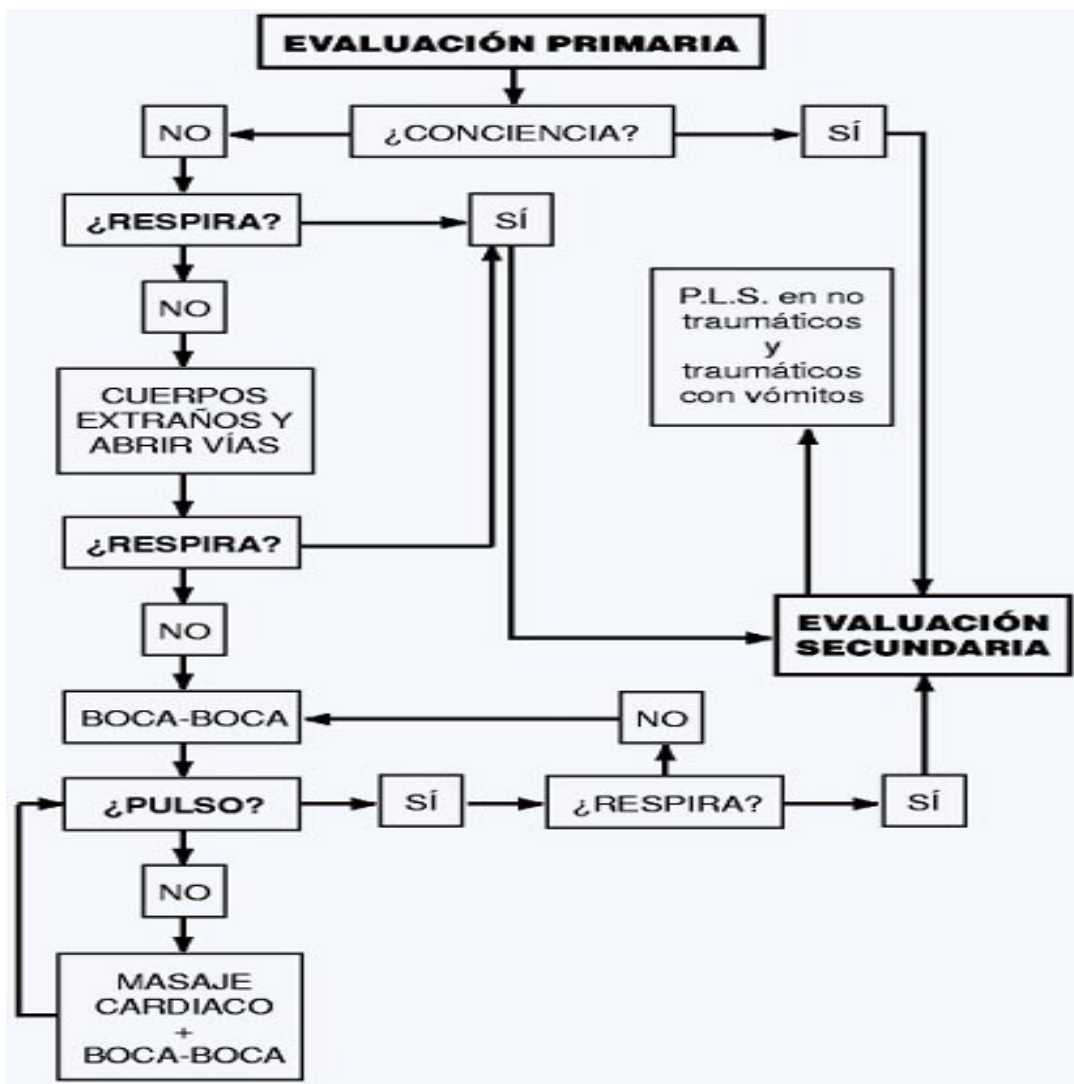 EVALUACIÓN PRIMARIA
NO
¿CONCIENCIA?
SÍ
¿RESPIRA?
SÍ
NO
P.L.S. en no
traumáticos
y
traumáticos
con vómitos
CUERPOS
EXTRAÑOS Y
ABRIR VÍAS
¿RESPIRA?
NO
EVALUACIÓN
SECUNDARIA
BOCA-BOCA
NO
¿PULSO?
SÍ
¿RESPIRA?
SÍ
NO
MASAJE
CARDIACO
+
BOCA-BOCA